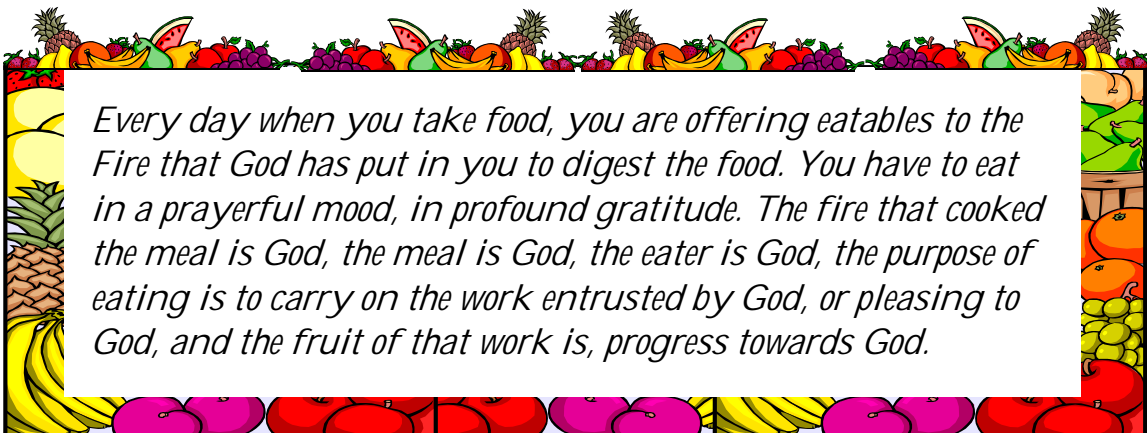 Every day when you take food, you are offering eatables to the
Fire that God has put in you to digest the food. You have to eat
in a prayerful mood, in profound gratitude. The fire that cooked
the meal is God, the meal is God, the eater is God, the purpose of
eating is to carry on the work entrusted by God, or pleasing to
God, and the fruit of that work is, progress towards God.